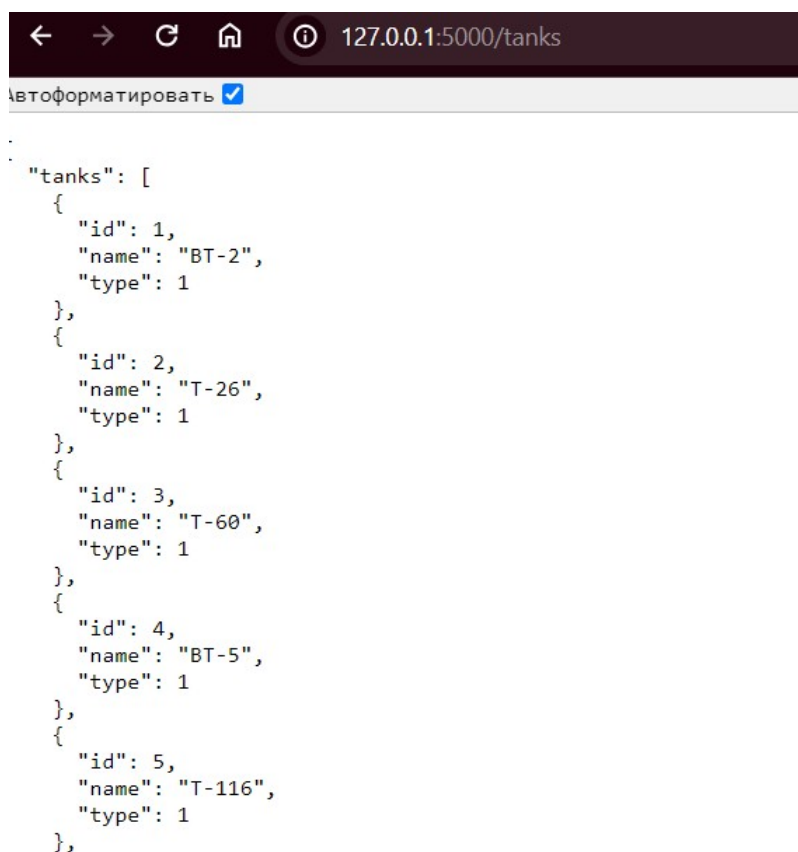 127.0.0.1:5000/tanks
Автоформатировать
{
"tanks": [
{
"id": 1,
"name": "BT-2",
"type": 1
},
{
"id": 2,
"name": "T-26",
"type": 1
},
{
"id": 3,
"name": "T-60",
"type": 1
},
{
"id": 4,
"name": "BT-5",
"type": 1
},
{
"id": 5,
"name": "T-116",
"type": 1
},